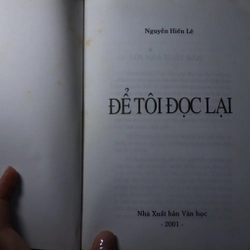 Nguyễn Hiến Lê
ĐỂ TÔI ĐỌC LẠI
Nhà Xuất bản Văn học
- 2001 -